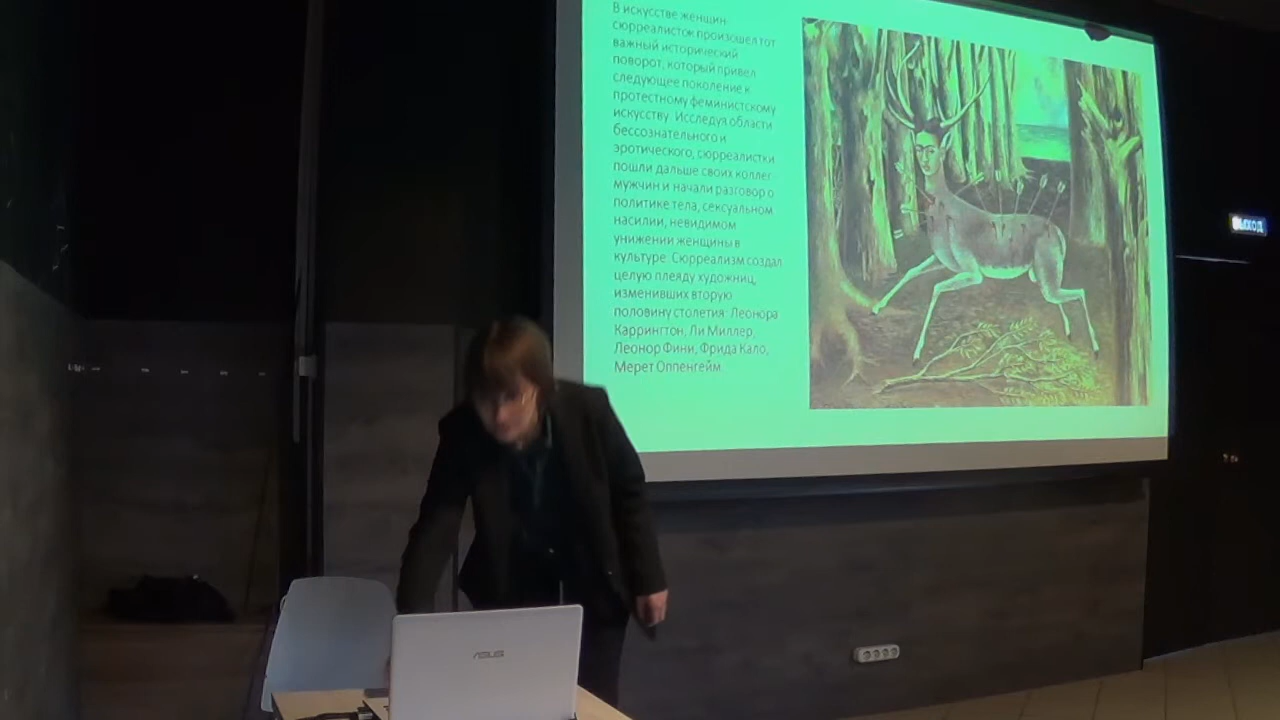 В искусстве женщин-
сюрреалисток произошел тот
важный исторический
поворот, который привел
следующее поколение к
протестному феминистскому
искусству. Исследуя области
бессознательного и
эротического, сюрреалистки
пошли дальше своих коллег-
мужчин и начали разговор о
политике тела, сексуальном
насилии, невидимом
унижении женщины в
культуре. Сюрреализм создал
целую плеяду художниц,
изменивших вторую
половину столетия: Леонора
Каррингтон, Ли Миллер,
Леонор Фини, Фрида Кало,
Мерет Оппенгейм.
ВЫХОД
ASUS